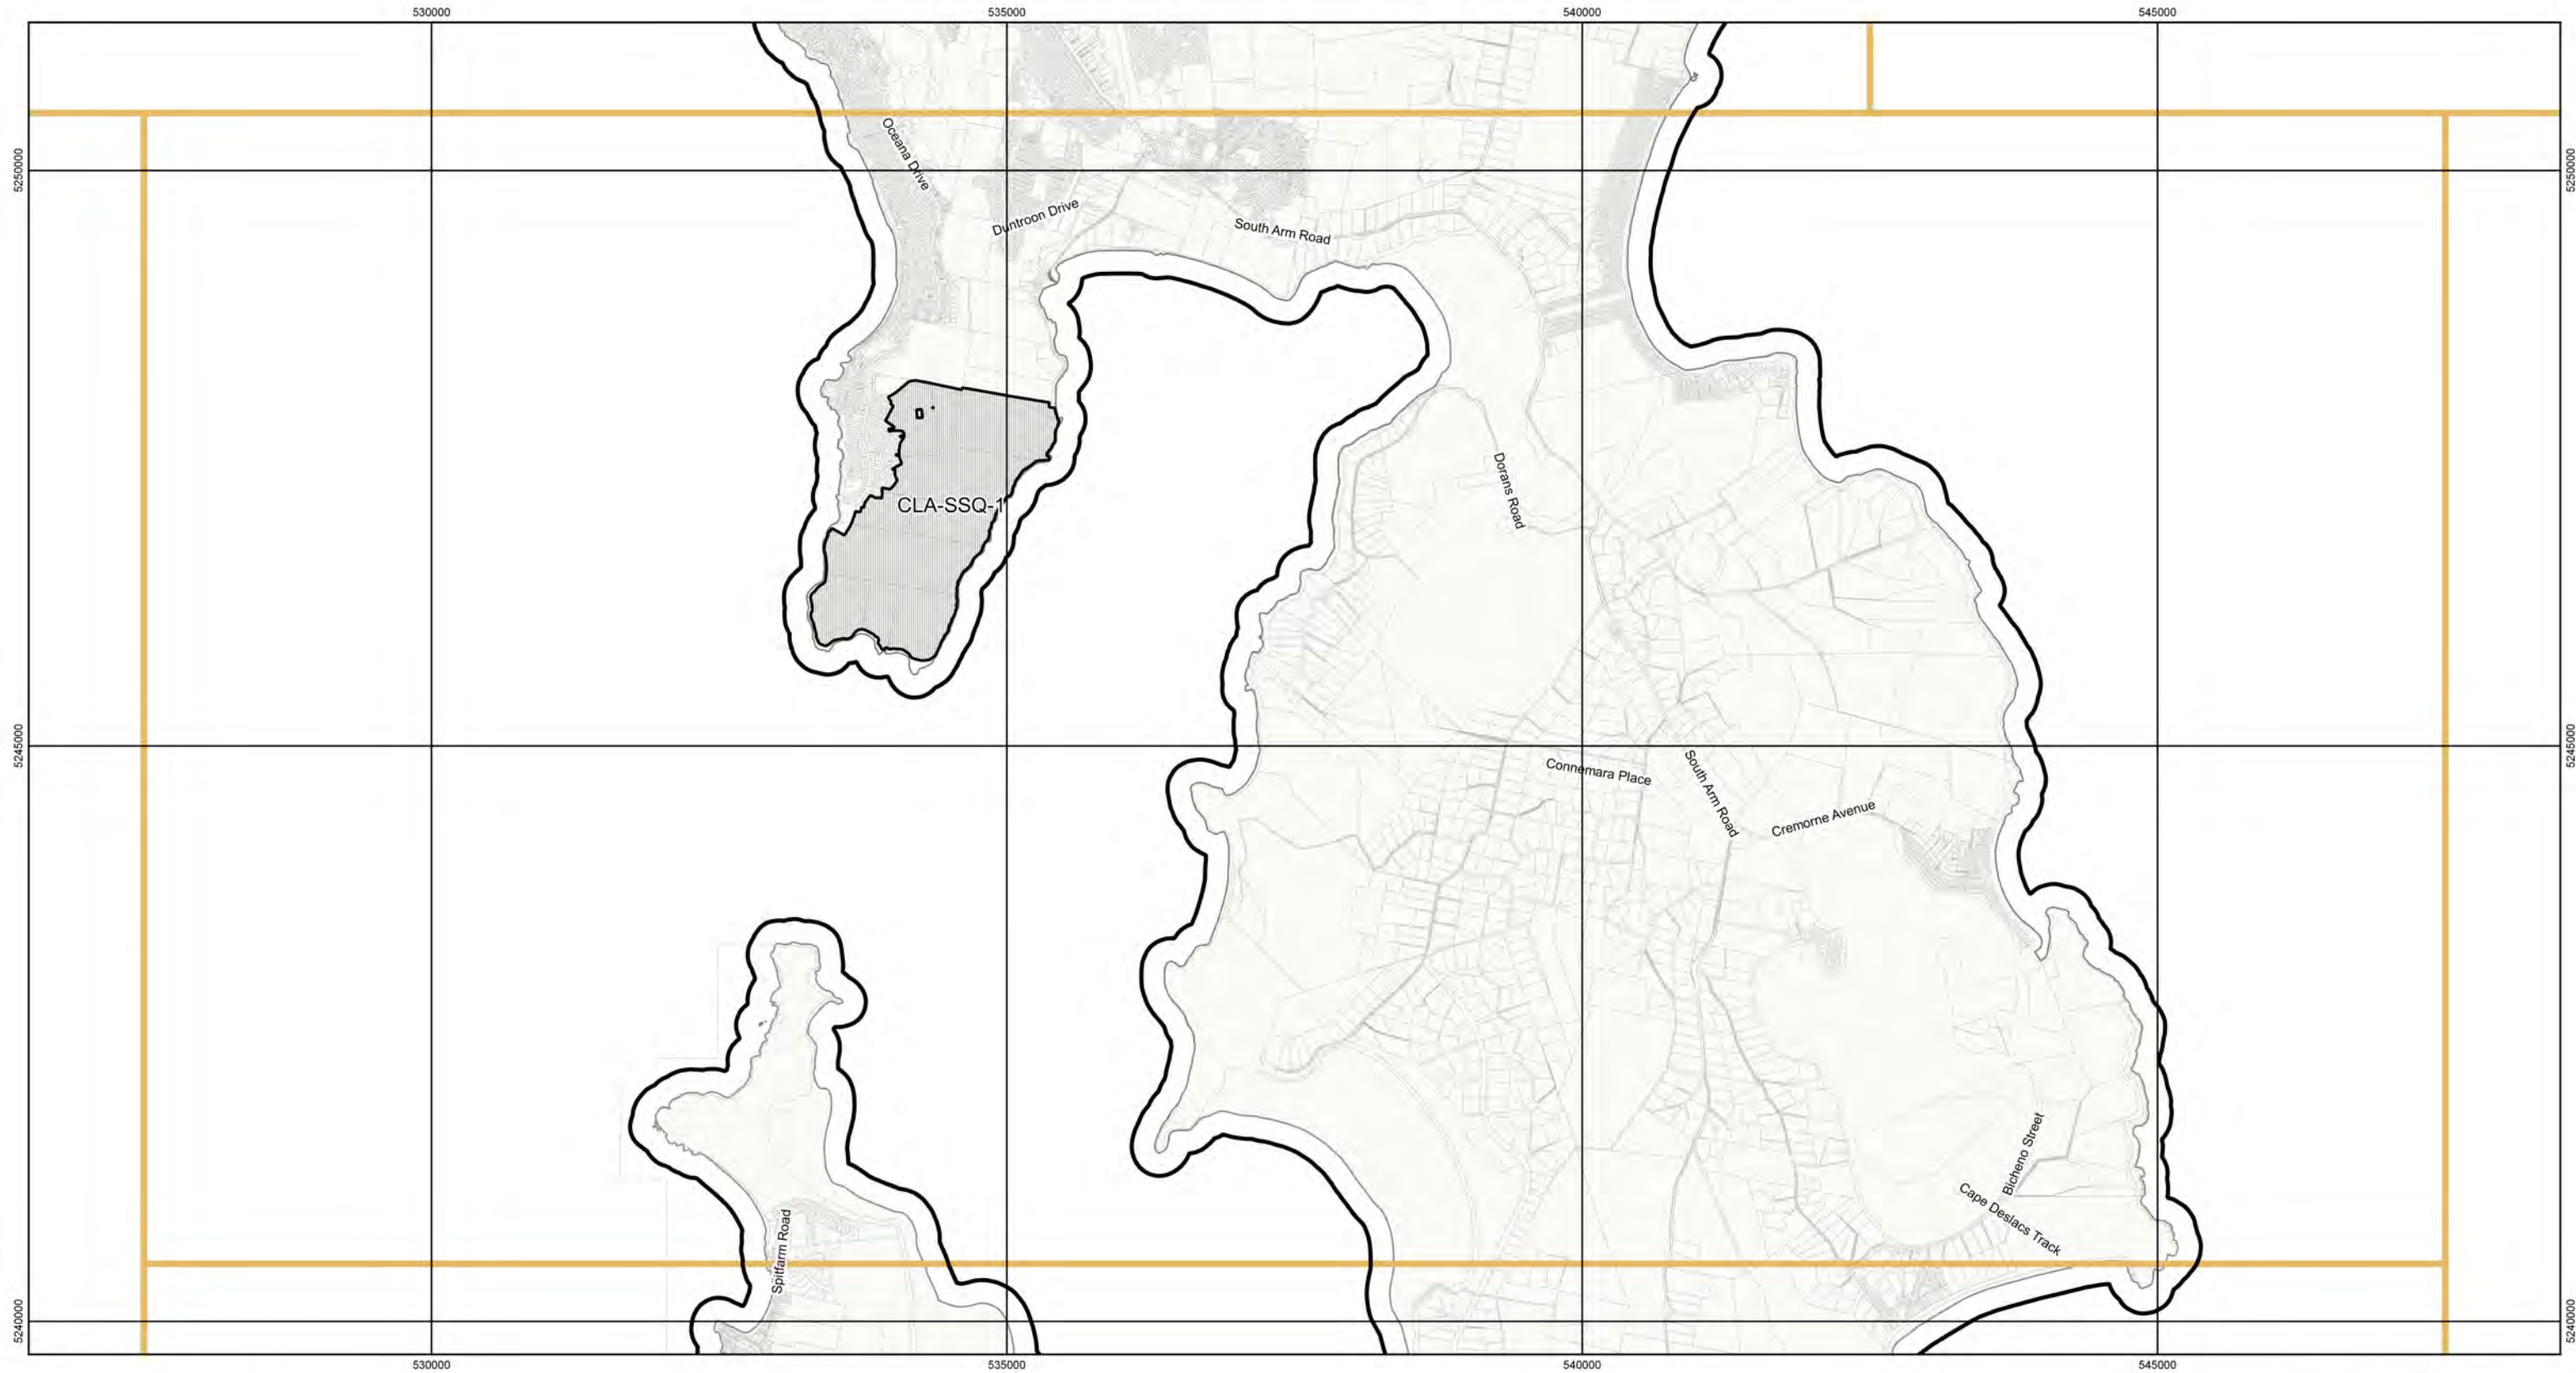 530000
535000
540000
545000
Oceana Drive
5250000
5250000
Duntroon Drive
South Arm Road
Dorans Road
CLA-SSQ-1
5245000
5245000
Connemara Place
South Arm Road
Cremorne Avenue
Bicheno Street
Cape Deslacs Track
Spitfarm Road
5240000
5240000
530000
535000
540000
545000